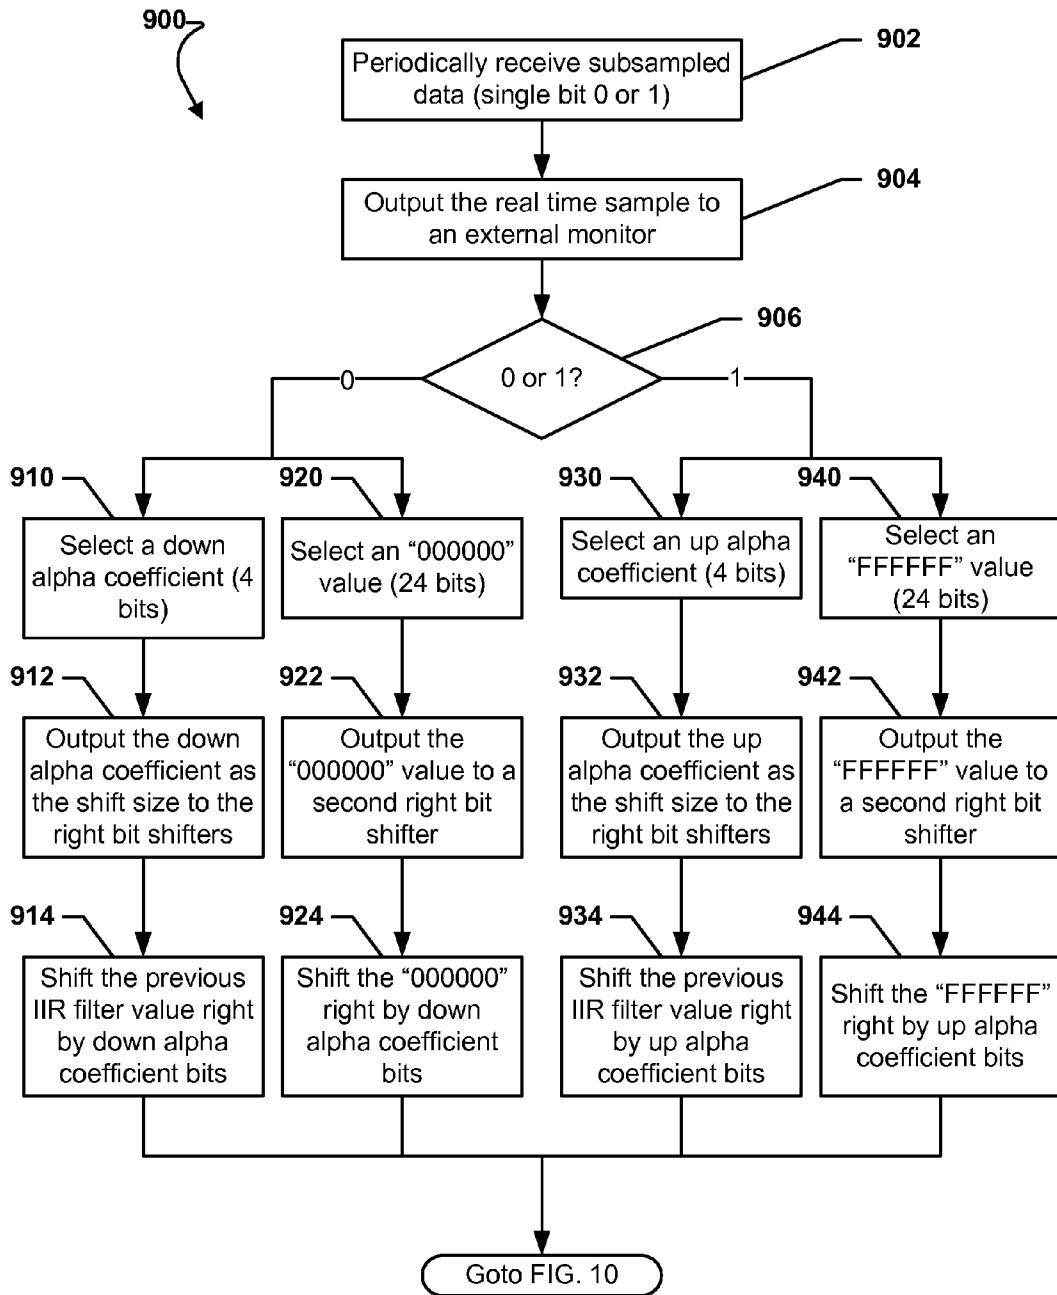 900
902
Periodically receive subsampled
data (single bit 0 or 1)
904
Output the real time sample to
an external monitor
906
0 or 1?
0
1
910
Select a down
alpha coefficient (4
bits)
920
Select an “000000”
value (24 bits)
930
Select an up alpha
coefficient (4 bits)
940
Select an
“FFFFFF” value
(24 bits)
912
Output the down
alpha coefficient as
the shift size to the
right bit shifters
922
Output the
“000000” value to a
second right bit
shifter
932
Output the up
alpha coefficient as
the shift size to the
right bit shifters
942
Output the
“FFFFFF” value to
a second right bit
shifter
914
Shift the previous
IIR filter value right
by down alpha
coefficient bits
924
Shift the “000000”
right by down
alpha coefficient
bits
934
Shift the previous
IIR filter value right
by up alpha
coefficient bits
944
Shift the “FFFFFF”
right by up alpha
coefficient bits
Goto FIG. 10